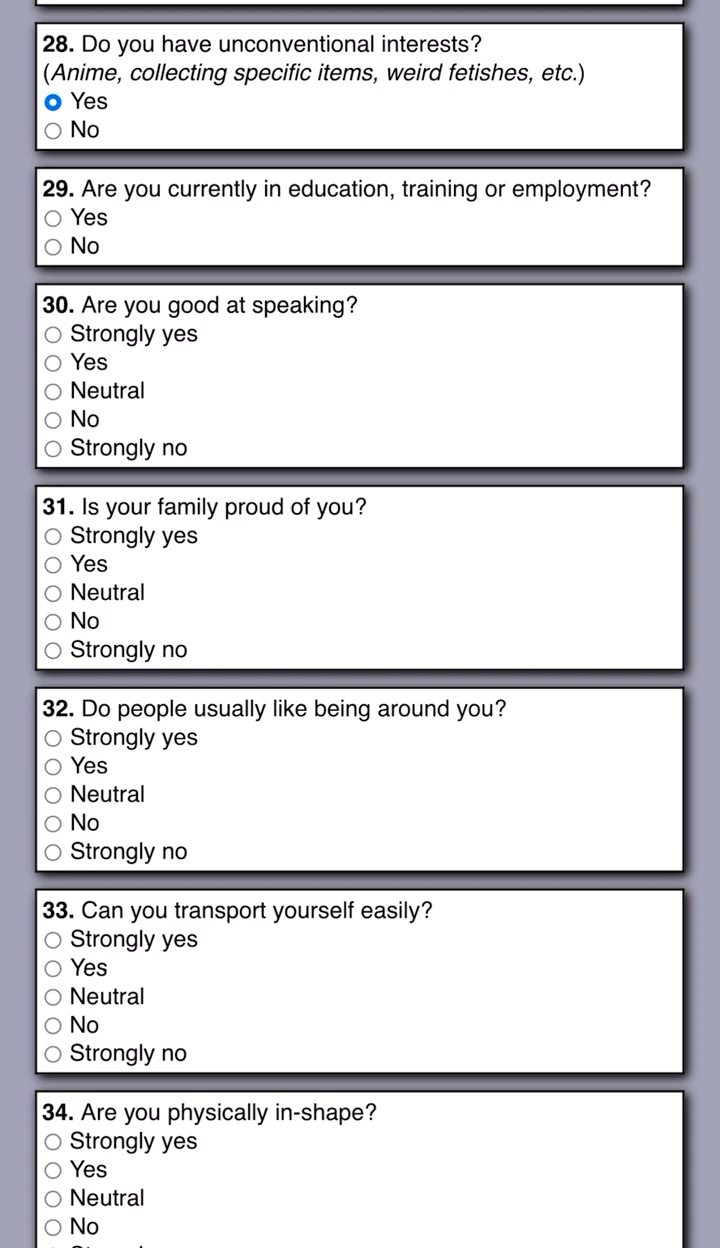 28. Do you have unconventional interests?
(Anime, collecting specific items, weird fetishes, etc.)
Yes
No
29. Are you currently in education, training or employment?
Yes
No
30. Are you good at speaking?
Strongly yes
Yes
Neutral
No
Strongly no
31. Is your family proud of you?
Strongly yes
Yes
Neutral
No
Strongly no
32. Do people usually like being around you?
Strongly yes
Yes
Neutral
No
Strongly no
33. Can you transport yourself easily?
Strongly yes
Yes
Neutral
No
Strongly no
34. Are you physically in-shape?
Strongly yes
Yes
Neutral
No